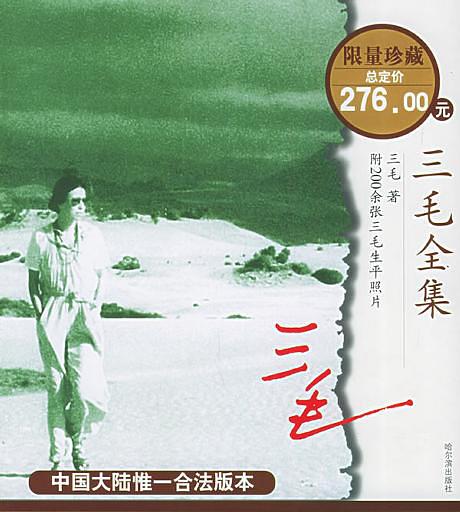 限量珍藏
总定价
276.00元
三毛全集
三毛 著
附200余张三毛生平照片
三毛
哈尔滨出版社
中国大陆惟一合法版本